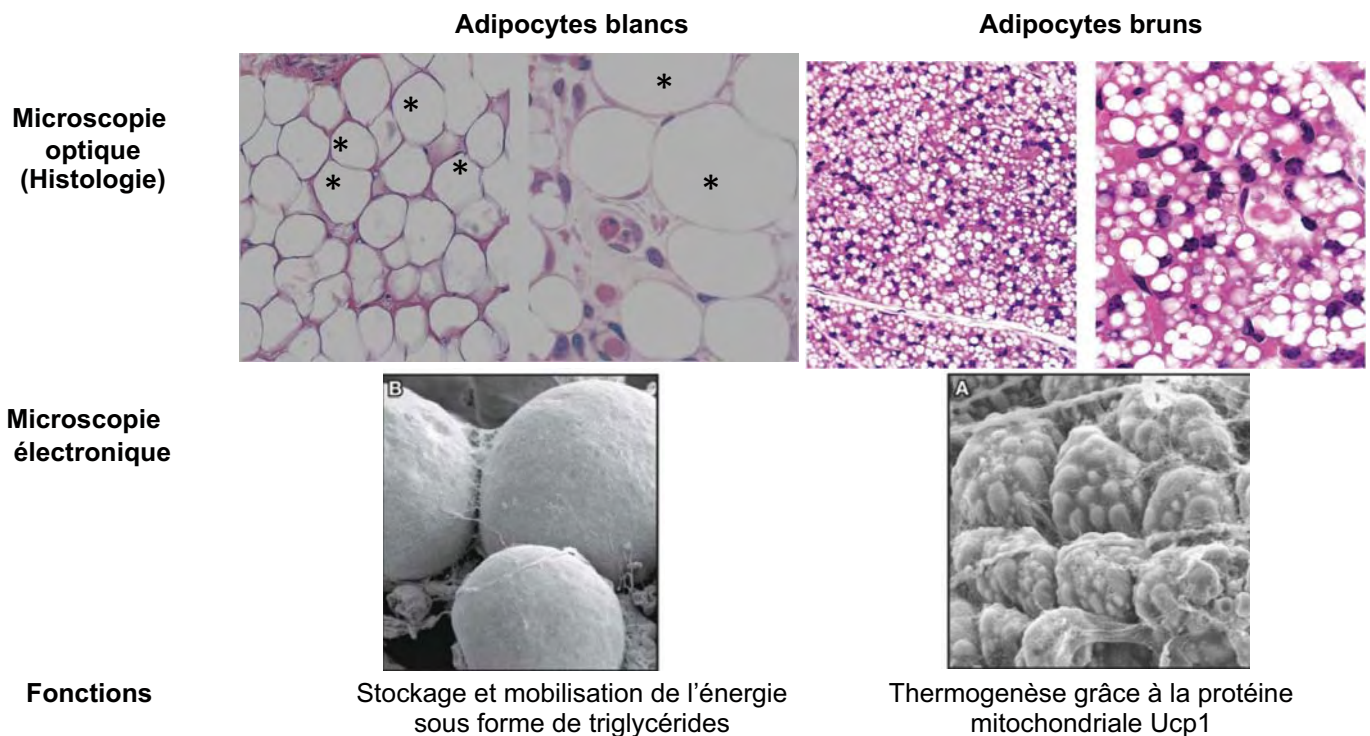 Adipocytes blancs
Adipocytes bruns
Microscopie
optique
(Histologie)
*
*
*
*
*
*
Microscopie
électronique
B
A
Fonctions
Stockage et mobilisation de l’énergie
sous forme de triglycérides
Thermogenèse grâce à la protéine
mitochondriale Ucp1